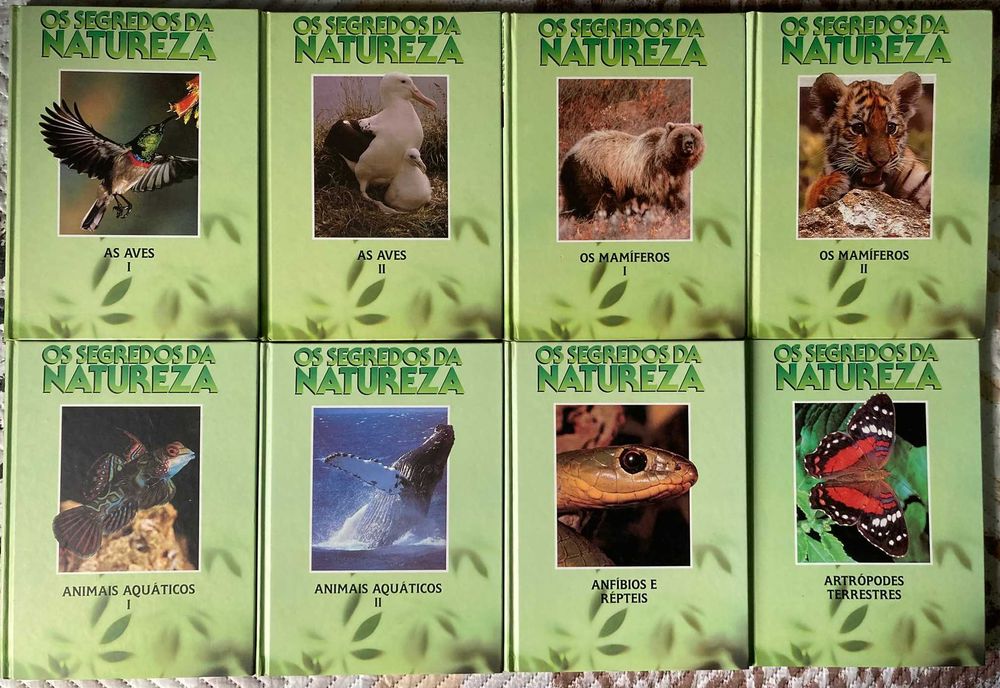 OS SEGREDOS DA
NATUREZA
AS AVES
I
OS SEGREDOS DA
NATUREZA
AS AVES
II
OS SEGREDOS DA
NATUREZA
OS MAMÍFEROS
I
OS SEGREDOS DA
NATUREZA
OS MAMÍFEROS
II
OS SEGREDOS DA
NATUREZA
ANIMAIS AQUÁTICOS
I
OS SEGREDOS DA
NATUREZA
ANIMAIS AQUÁTICOS
II
OS SEGREDOS DA
NATUREZA
ANFÍBIOS E
RÉPTEIS
OS SEGREDOS DA
NATUREZA
ARTRÓPODES
TERRESTRES